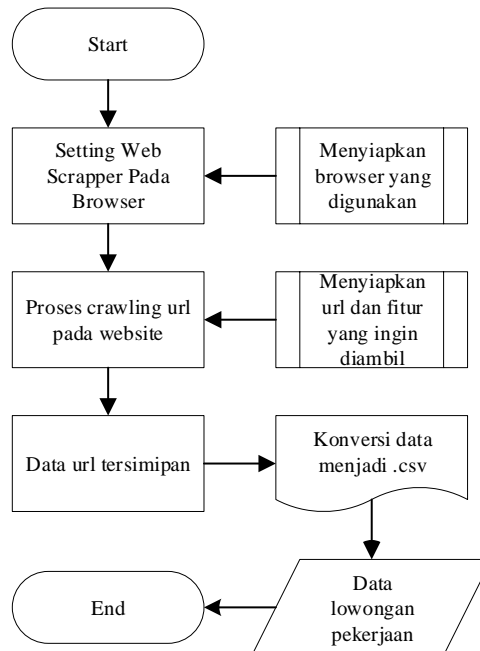 Start
Setting Web
Scrapper Pada
Browser
Menyiapkan
browser yang
digunakan
Proses crawling url
pada website
Menyiapkan
url dan fitur
yang ingin
diambil
Data url tersimipan
Konversi data
menjadi .csv
Data
lowongan
pekerjaan
End